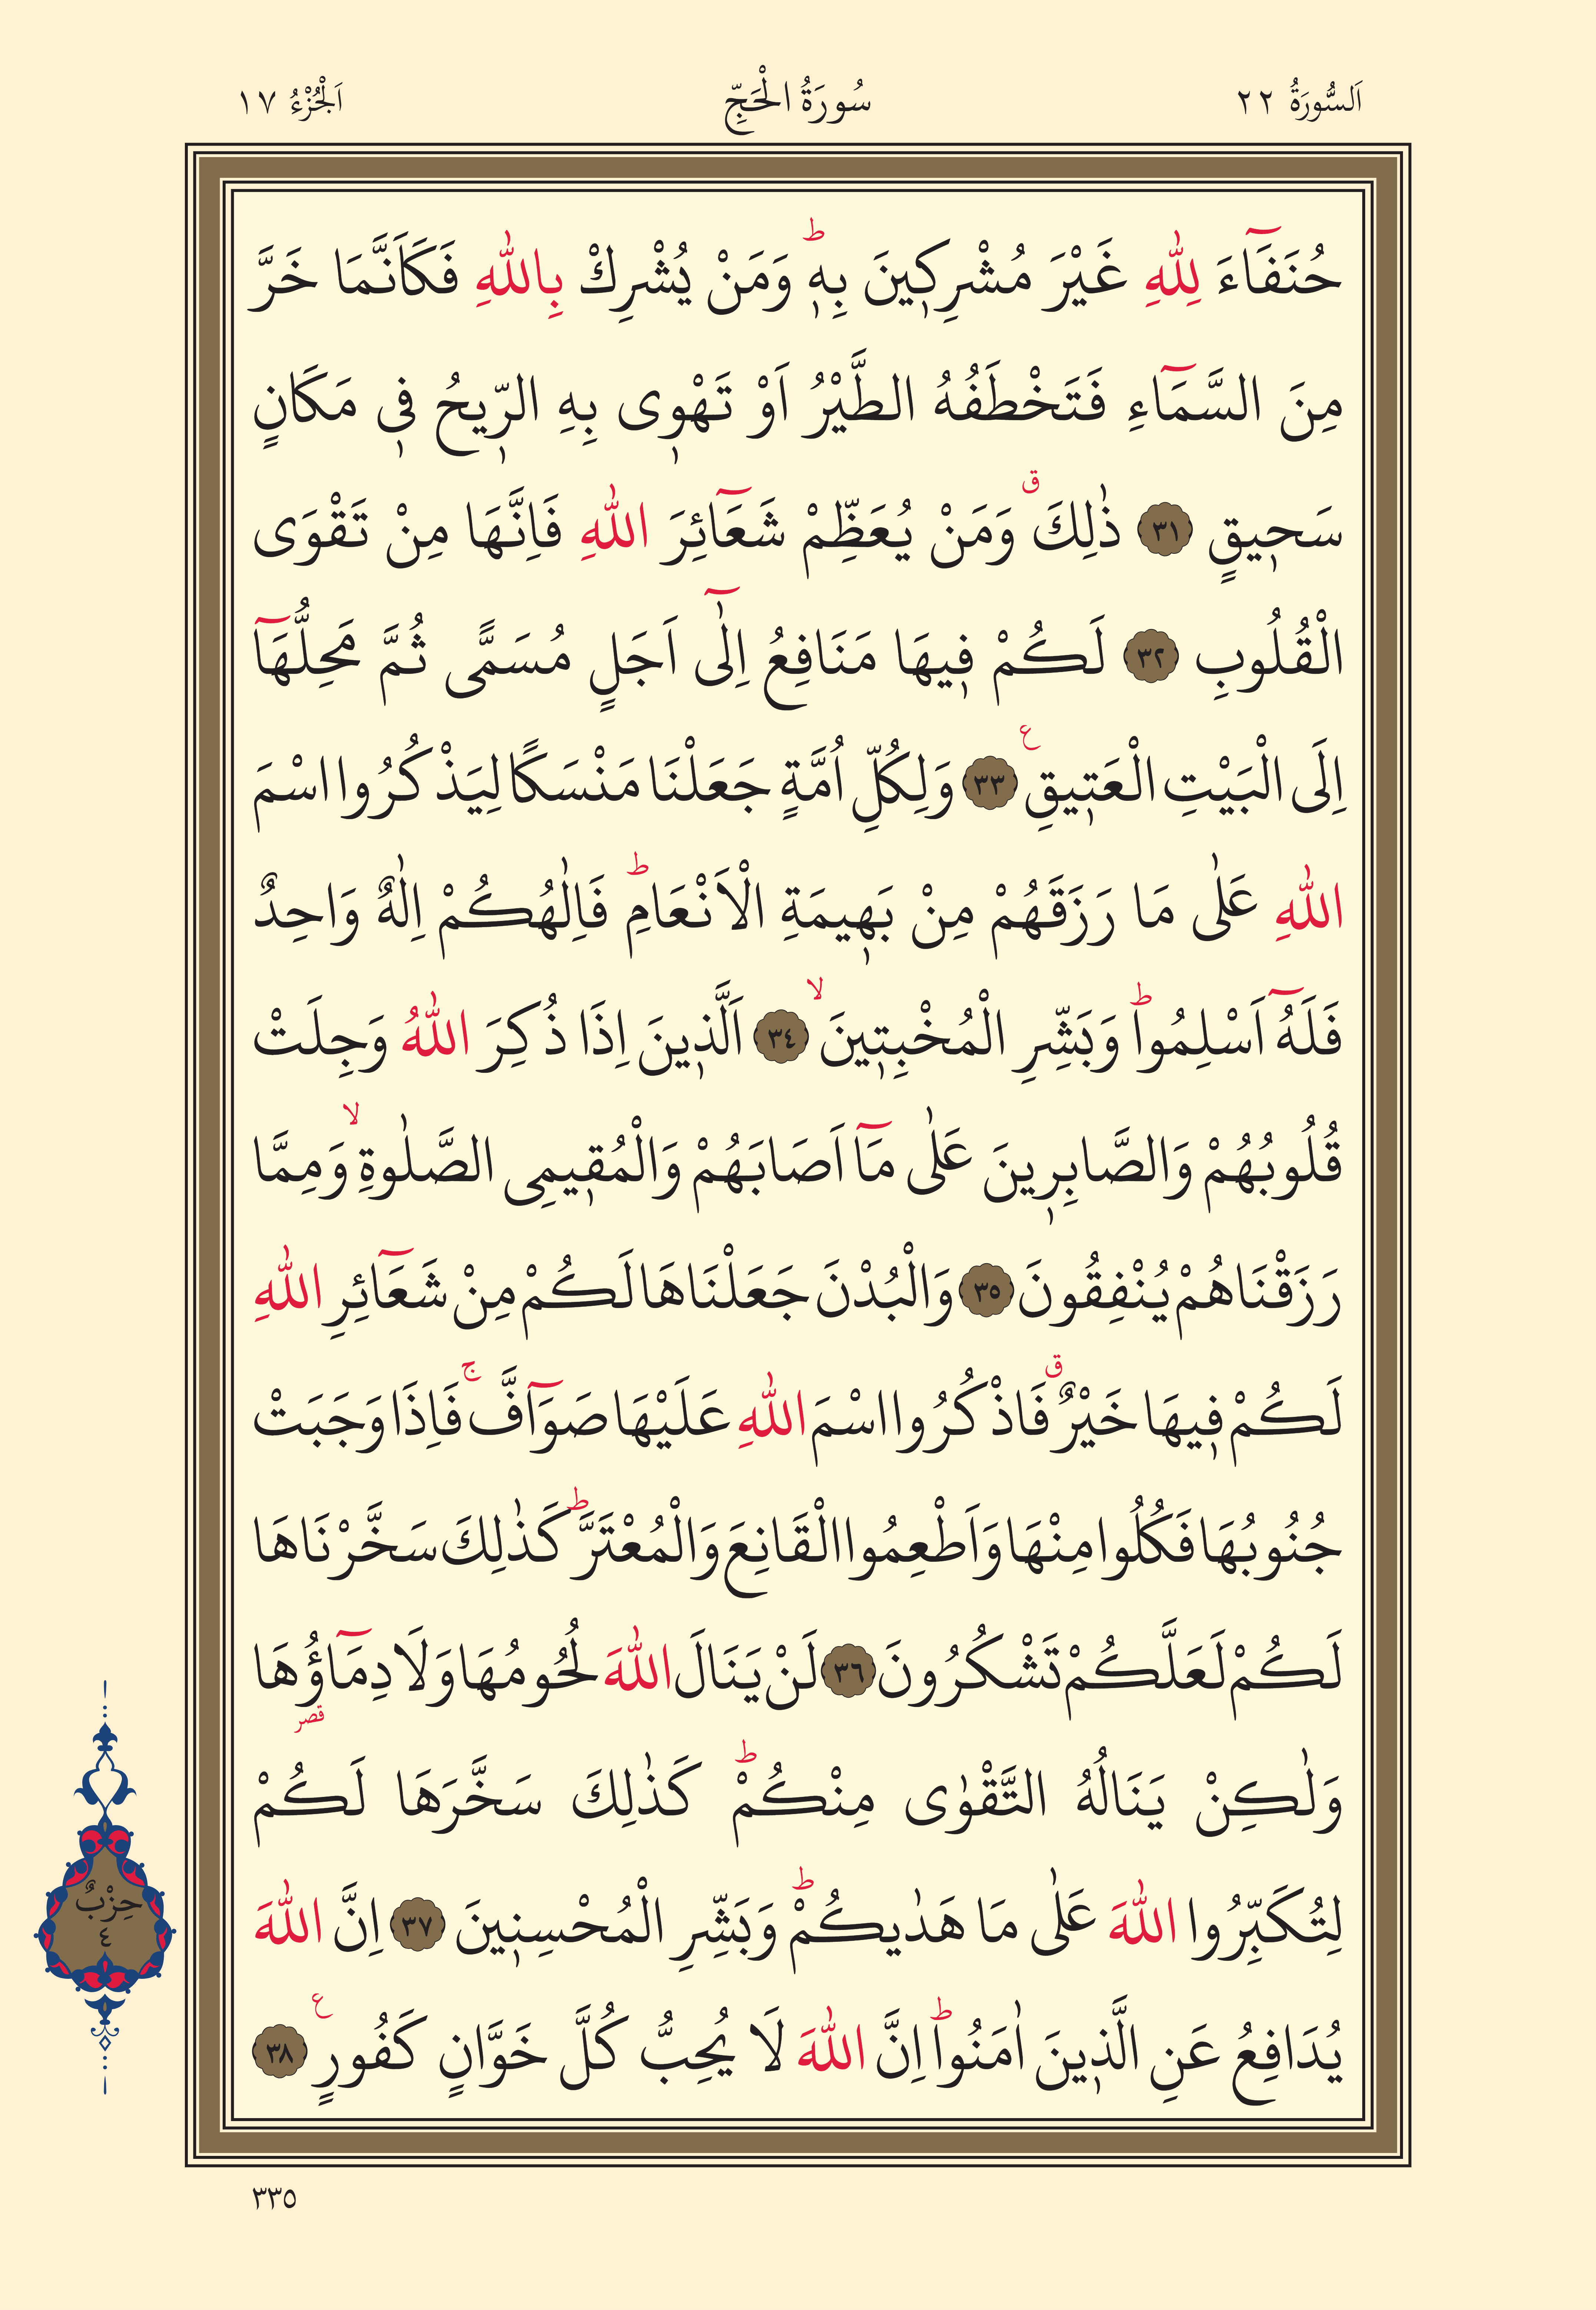 اَلسُّورَةُ ٢٢ سُورَةُ الْحَجِّ اَلْجُزْءُ ١٧
حُنَفَٓاءَ لِلّٰهِ غَيْرَ مُشْرِك۪ينَ بِه۪ۜ وَمَنْ يُشْرِكْ بِاللّٰهِ فَكَاَنَّمَا خَرَّ
مِنَ السَّمَٓاءِ فَتَخْطَفُهُ الطَّيْرُ اَوْ تَهْو۪ى بِهِ الرّ۪يحُ ف۪ى مَكَانٍ
سَح۪يقٍ ٣١ ذٰلِكَ ق وَمَنْ يُعَظِّمْ شَعَٓائِرَ اللّٰهِ فَاِنَّهَا مِنْ تَقْوَى
الْقُلُوبِ ٣٢ لَكُمْ ف۪يهَا مَنَافِعُ اِلٰٓى اَجَلٍ مُسَمًّى ثُمَّ مَحِلُّهَٓا
اِلَى الْبَيْتِ الْعَت۪يقِ ع ٣٣ وَلِكُلِّ اُمَّةٍ جَعَلْنَا مَنْسَكًا لِيَذْكُرُوا اسْمَ
اللّٰهِ عَلٰى مَا رَزَقَهُمْ مِنْ بَه۪يمَةِ الْاَنْعَامِ ط فَاِلٰهُكُمْ اِلٰهٌ وَاحِدٌ
فَلَهُٓ اَسْلِمُوا ط وَبَشِّرِ الْمُخْبِت۪ينَ لا ٣٤ اَلَّذ۪ينَ اِذَا ذُكِرَ اللّٰهُ وَجِلَتْ
قُلُوبُهُمْ وَالصَّابِر۪ينَ عَلٰى مَٓا اَصَابَهُمْ وَالْمُق۪يمِى الصَّلٰوةِ لا وَمِمَّا
رَزَقْنَاهُمْ يُنْفِقُونَ ٣٥ وَالْبُدْنَ جَعَلْنَاهَا لَكُمْ مِنْ شَعَٓائِرِ اللّٰهِ
لَكُمْ ف۪يهَا خَيْرٌ ق فَاذْكُرُوا اسْمَ اللّٰهِ عَلَيْهَا صَوَٓافَّ ج فَاِذَا وَجَبَتْ
جُنُوبُهَا فَكُلُوا مِنْهَا وَاَطْعِمُوا الْقَانِعَ وَالْمُعْتَرَّ ط كَذٰلِكَ سَخَّرْنَاهَا
لَكُمْ لَعَلَّكُمْ تَشْكُرُونَ ٣٦ لَنْ يَنَالَ اللّٰهَ لُحُومُهَا وَلَا دِمَٓاؤُ۬هَا
قصر
وَلٰكِنْ يَنَالُهُ التَّقْوٰى مِنْكُمْ ط كَذٰلِكَ سَخَّرَهَا لَكُمْ
لِتُكَبِّرُوا اللّٰهَ عَلٰى مَا هَدٰيكُمْ ط وَبَشِّرِ الْمُحْسِن۪ينَ ٣٧ اِنَّ اللّٰهَ
يُدَافِعُ عَنِ الَّذ۪ينَ اٰمَنُوا ط اِنَّ اللّٰهَ لَا يُحِبُّ كُلَّ خَوَّانٍ كَفُورٍ ع ٣٨
حِزْبٌ
٤
٣٣٥